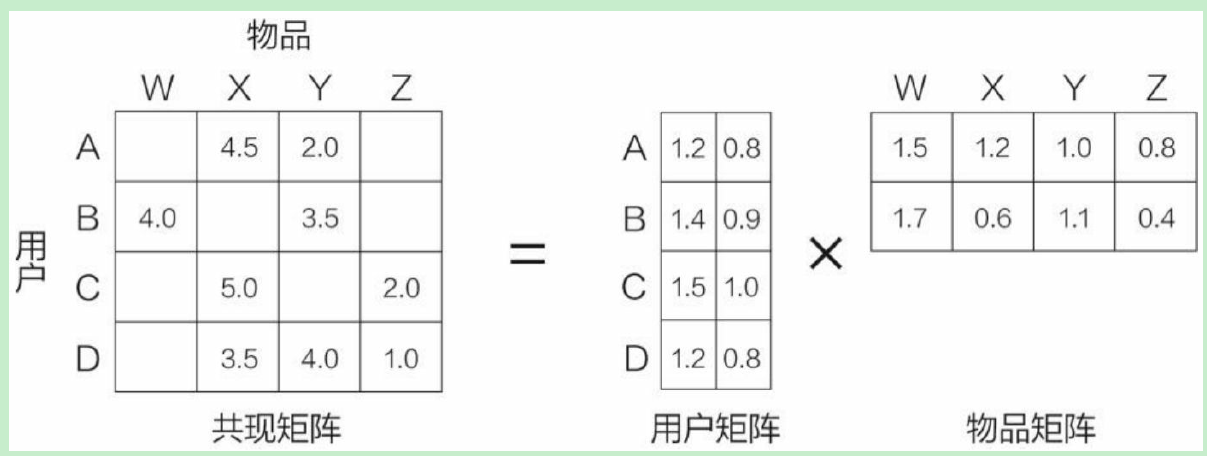 物品
W X Y Z
A 4.5 2.0
B 4.0 3.5
C 5.0 2.0
D 3.5 4.0 1.0
用户
共现矩阵
=
A 1.2 0.8
B 1.4 0.9
C 1.5 1.0
D 1.2 0.8
用户矩阵
×
W X Y Z
1.5 1.2 1.0 0.8
1.7 0.6 1.1 0.4
物品矩阵